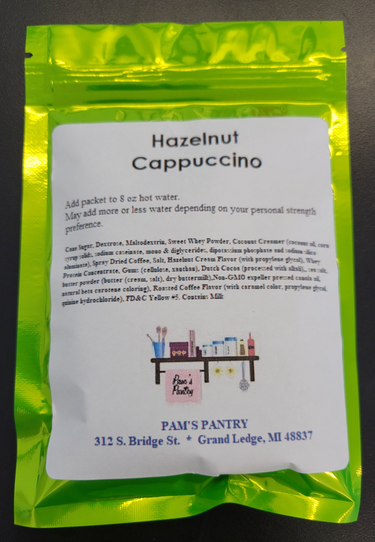 Hazelnut
Cappuccino
Add packet to 8 oz hot water.
May add more or less water depending on your personal strength
preference.
Cane Sugar, Dextrose, Maltodextrin, Sweet Whey Powder, Coconut Creamer (coconut oil, corn
syrup solids, sodium caseinate, mono & diglycerides, dipotassium phosphate and sodium silico
aluminate), Spray Dried Coffee, Salt, Hazelnut Cream Flavor (with propylene glycol), Whey
Protein Concentrate, Gums (cellulose, xanthan), Dutch Cocoa (processed with alkali), sea salt,
butter powder (butter (cream, salt), dry buttermilk),Non-GMO expeller pressed canola oil,
natural beta carotene coloring), Roasted Coffee Flavor (with caramel color, propylene glycol,
quinine hydrochloride), FD&C Yellow #5. Contains Milk
Pam's
Pantry
PAM'S PANTRY
312 S. Bridge St. * Grand Ledge, MI 48837